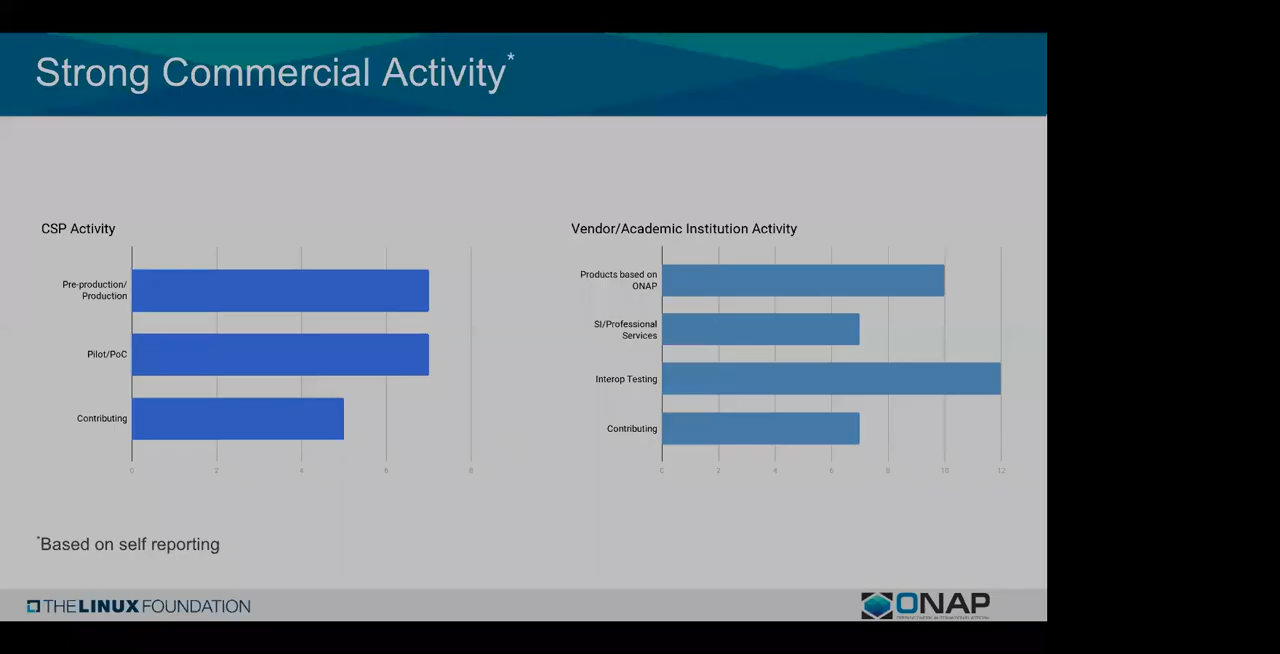 Strong Commercial Activity*
CSP Activity
Pre-production/
Production
Pilot/PoC
Contributing
0 2 4 6 8
Vendor/Academic Institution Activity
Products based on
ONAP
SI/Professional
Services
Interop Testing
Contributing
0 2 4 6 8 10 12
*Based on self reporting
THE LINUX FOUNDATION
ONAP